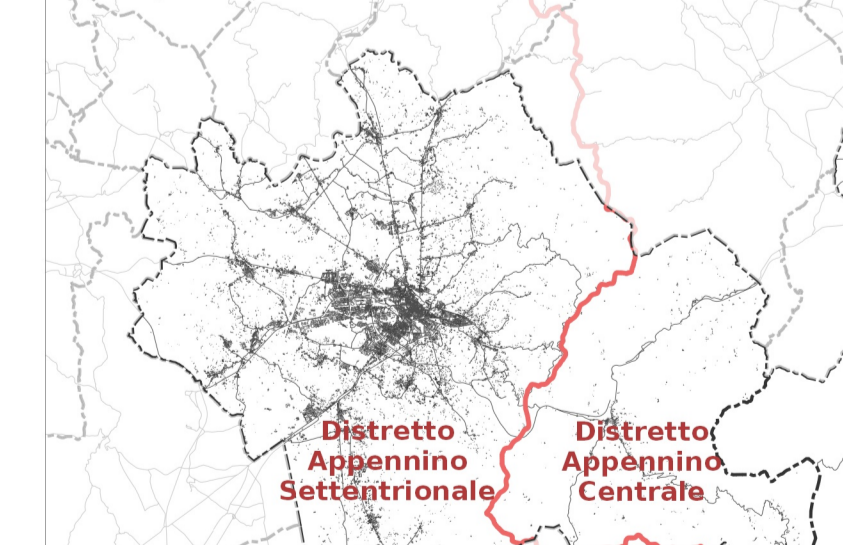 Distretto
Appennino
Settentrionale
Distretto
Appennino
Centrale